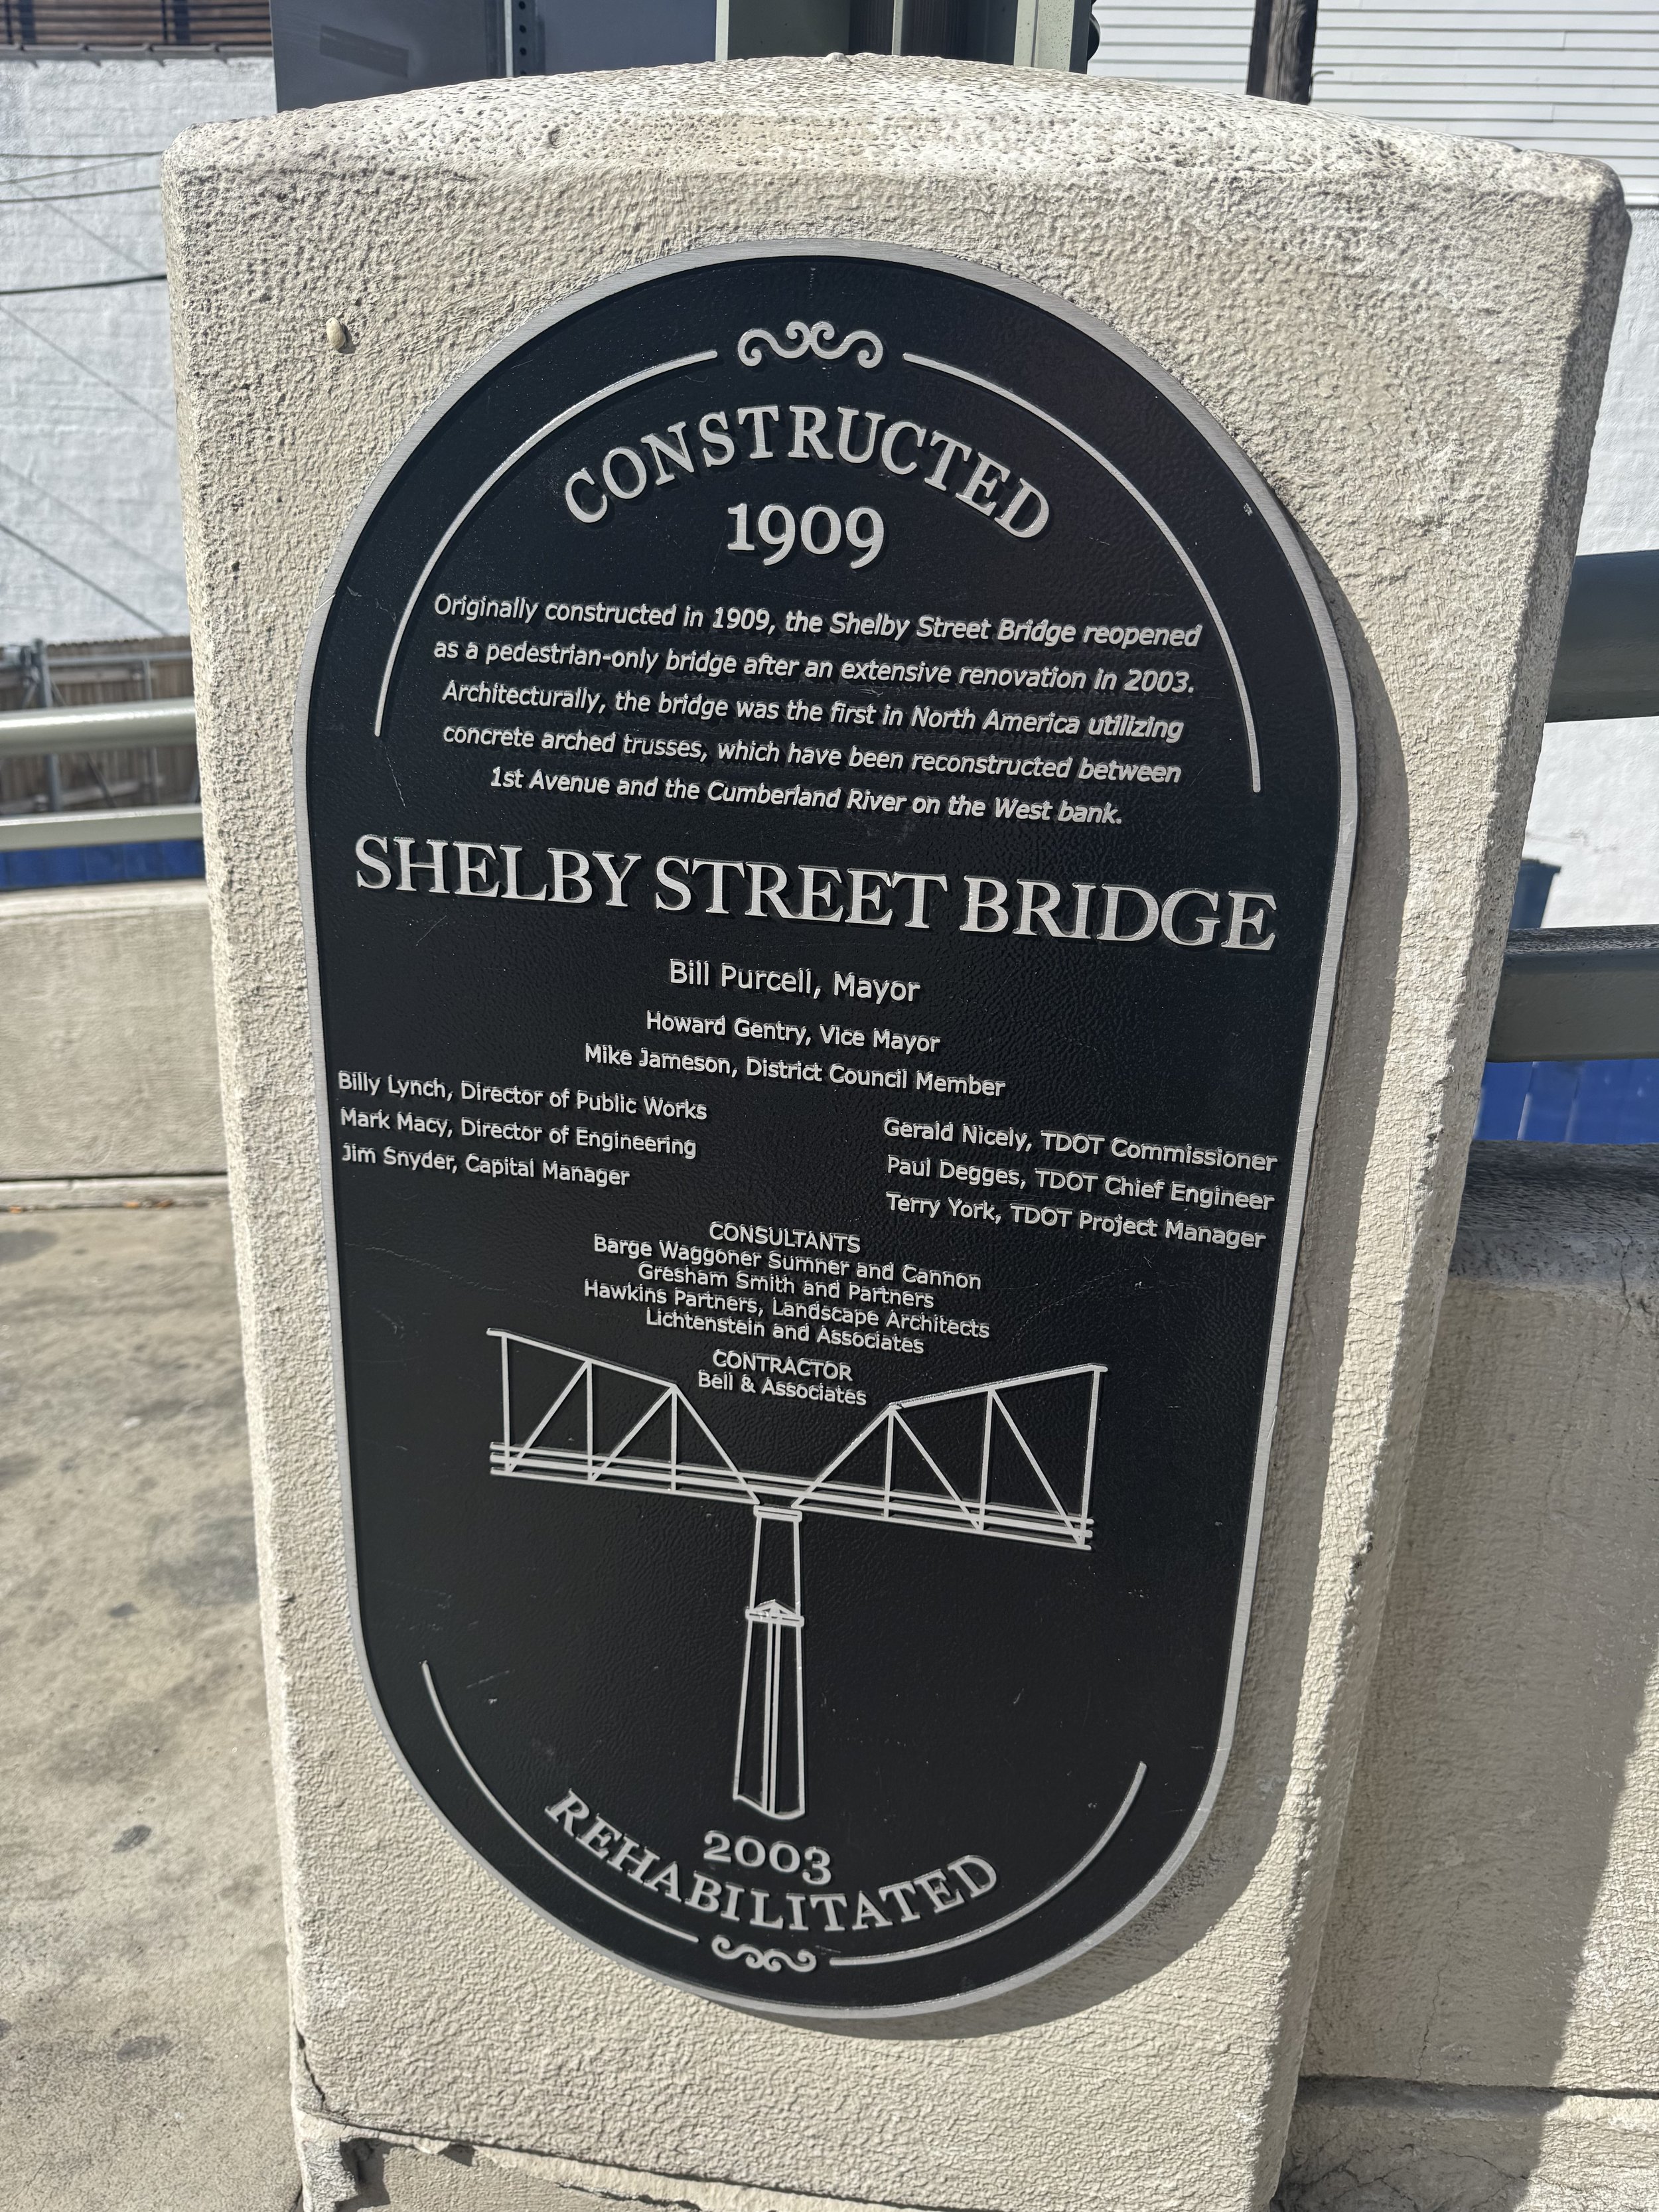 CONSTRUCTED
1909
Originally constructed in 1909, the Shelby Street Bridge reopened
as a pedestrian-only bridge after an extensive renovation in 2003.
Architecturally, the bridge was the first in North America utilizing
concrete arched trusses, which have been reconstructed between
1st Avenue and the Cumberland River on the West bank.
SHELBY STREET BRIDGE
Bill Purcell, Mayor
Howard Gentry, Vice Mayor
Mike Jameson, District Council Member
Billy Lynch, Director of Public Works
Mark Macy, Director of Engineering
Jim Snyder, Capital Manager
Gerald Nicely, TDOT Commissioner
Paul Degges, TDOT Chief Engineer
Terry York, TDOT Project Manager
CONSULTANTS
Barge Waggoner Sumner and Cannon
Gresham Smith and Partners
Hawkins Partners, Landscape Architects
Lichtenstein and Associates
CONTRACTOR
Bell & Associates
2003
REHABILITATED